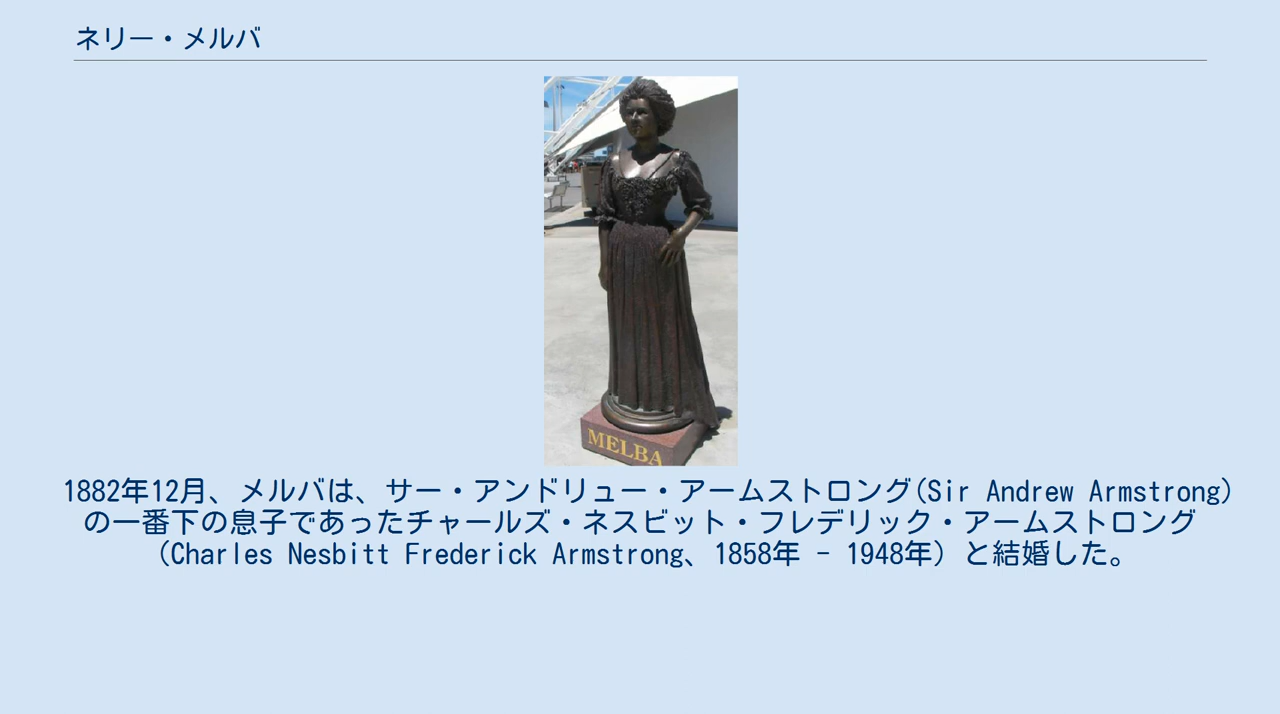 ネリー・メルバ
MELBA
1882年12月、メルバは、サー・アンドリュー・アームストロング(Sir Andrew Armstrong)
の一番下の息子であったチャールズ・ネスビット・フレデリック・アームストロング
（Charles Nesbitt Frederick Armstrong、1858年 - 1948年）と結婚した。